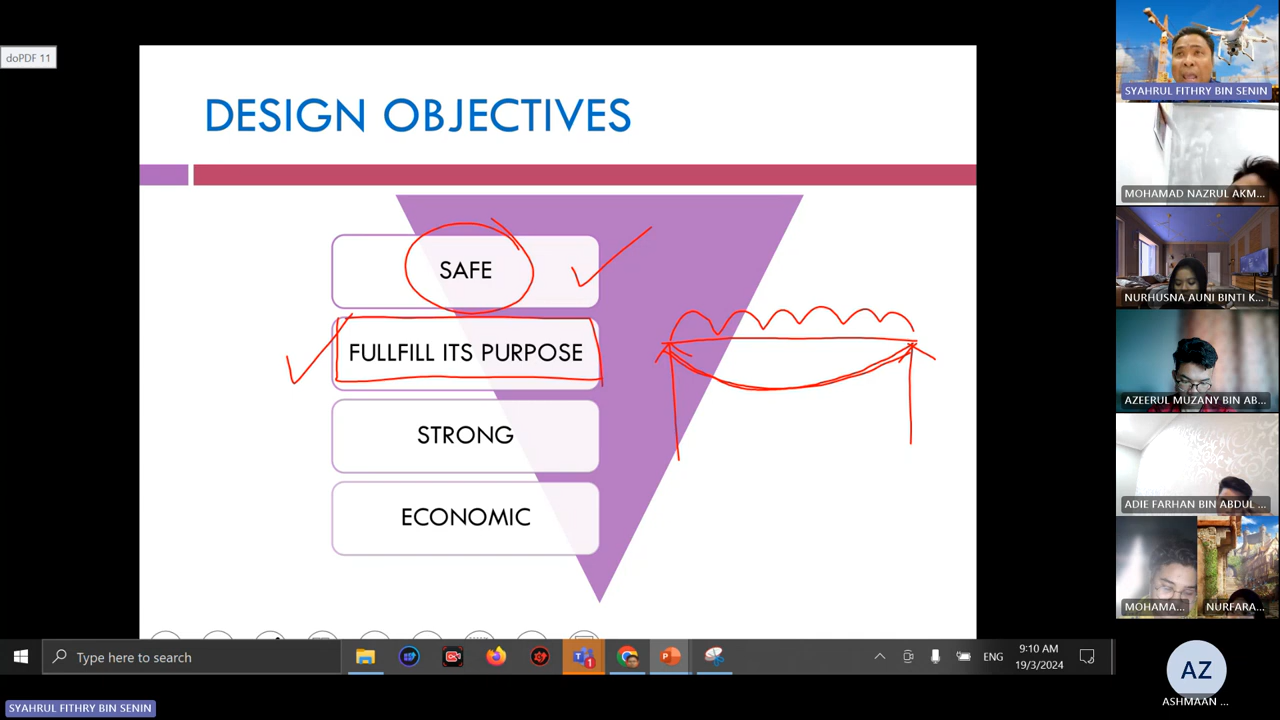 doPDF 11
DESIGN OBJECTIVES
SAFE
FULLFILL ITS PURPOSE
STRONG
ECONOMIC
SYAHRUL FITHRY BIN SENIN
MOHAMAD NAZRUL AKM...
NURHUSNA AUNI BINTI K...
AZEERUL MUZANY BIN AB...
ADIE FARHAN BIN ABDUL ...
MOHAMA...
NURFARA...
AZ
ASHMAAN ...
Type here to search
1
ENG
9:10 AM
19/3/2024
SYAHRUL FITHRY BIN SENIN